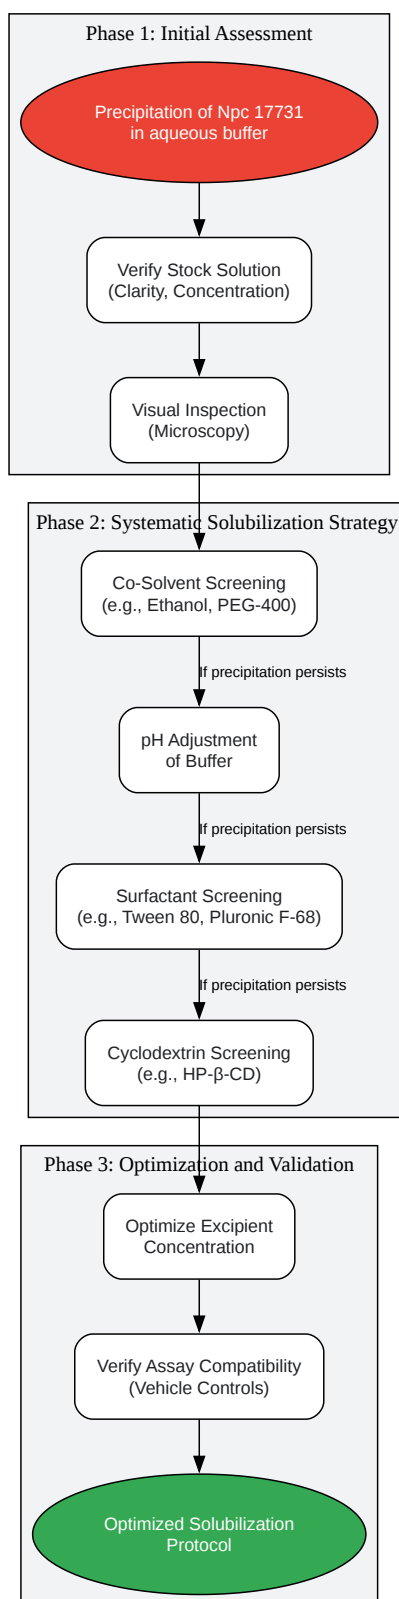 Phase 1: Initial Assessment
Precipitation of Npc 17731
in aqueous buffer
Verify Stock Solution
(Clarity, Concentration)
Visual Inspection
(Microscopy)
Phase 2: Systematic Solubilization Strategy
Co-Solvent Screening
(e.g., Ethanol, PEG-400)
If precipitation persists
pH Adjustment
of Buffer
If precipitation persists
Surfactant Screening
(e.g., Tween 80, Pluronic F-68)
If precipitation persists
Cyclodextrin Screening
(e.g., HP-β-CD)
Phase 3: Optimization and Validation
Optimize Excipient
Concentration
Verify Assay Compatibility
(Vehicle Controls)
Optimized Solubilization
Protocol